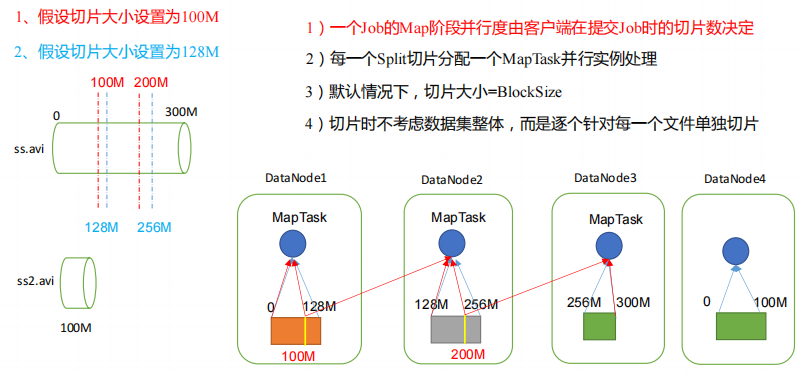 1、假设切片大小设置为100M
2、假设切片大小设置为128M
100M 200M
0 300M
ss.avi
128M 256M
ss2.avi
100M
1）一个Job的Map阶段并行度由客户端在提交Job时的切片数决定
2）每一个Split切片分配一个MapTask并行实例处理
3）默认情况下，切片大小=BlockSize
4）切片时不考虑数据集整体，而是逐个针对每一个文件单独切片
DataNode1
MapTask
0 128M
100M
DataNode2
MapTask
128M 256M
200M
DataNode3
MapTask
256M 300M
DataNode4
0 100M